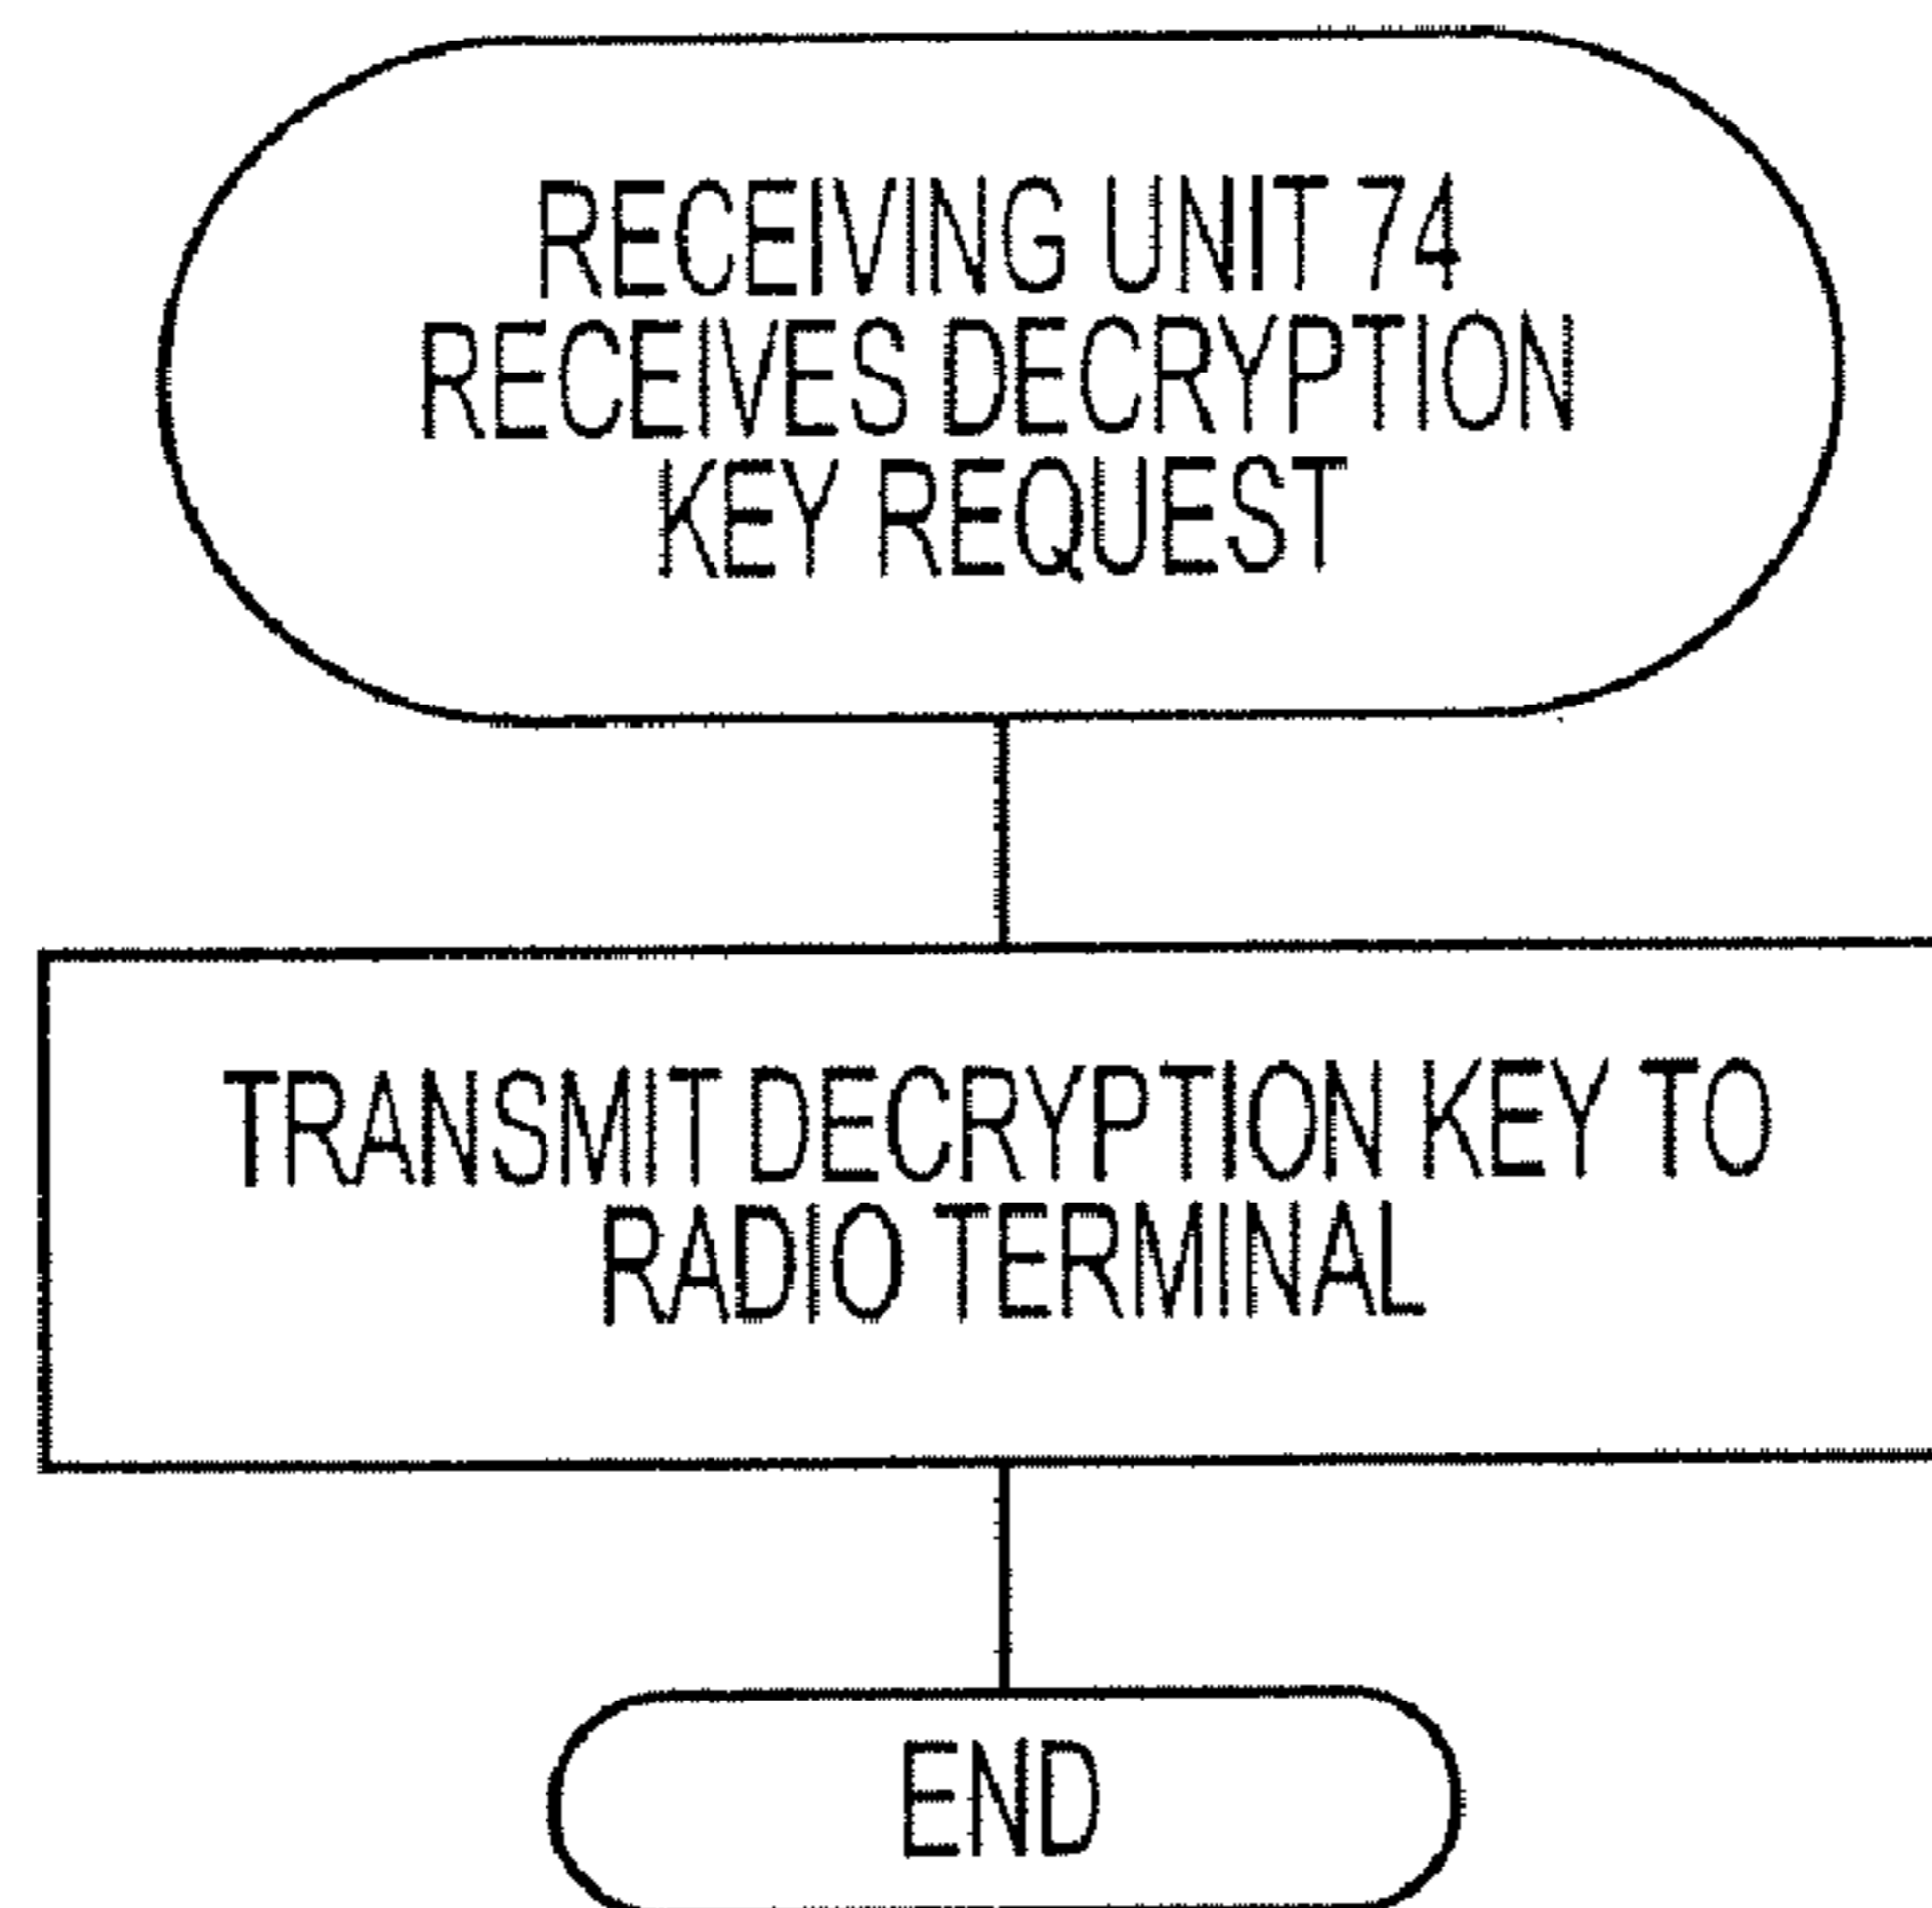 RECEIVING UNIT 74
RECEIVES DECRYPTION
KEY REQUEST
TRANSMIT DECRYPTION KEY TO
RADIO TERMINAL
END